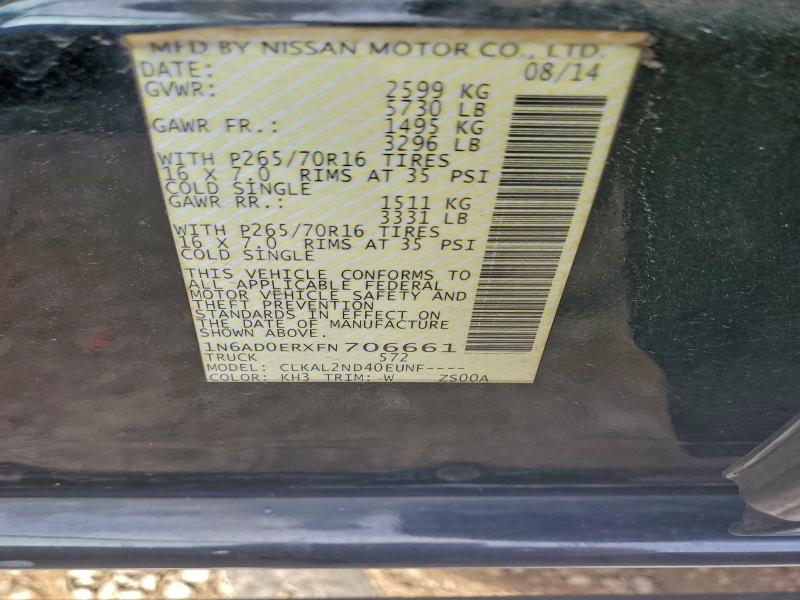 MFD BY NISSAN MOTOR CO., LTD.
DATE: 08/14
GVWR: 2599 KG
5730 LB
GAWR FR.: 1495 KG
3296 LB
WITH P265/70R16 TIRES
16 X 7.0 RIMS AT 35 PSI
COLD SINGLE
GAWR RR.: 1511 KG
3331 LB
WITH P265/70R16 TIRES
16 X 7.0 RIMS AT 35 PSI
COLD SINGLE
THIS VEHICLE CONFORMS TO
ALL APPLICABLE FEDERAL
MOTOR VEHICLE SAFETY AND
THEFT PREVENTION
STANDARDS IN EFFECT ON
THE DATE OF MANUFACTURE
SHOWN ABOVE.
1N6AD0ERXFN706661
TRUCK 572
MODEL: CLKAL2ND40EUNF----
COLOR: KH3 TRIM: W ZS00A